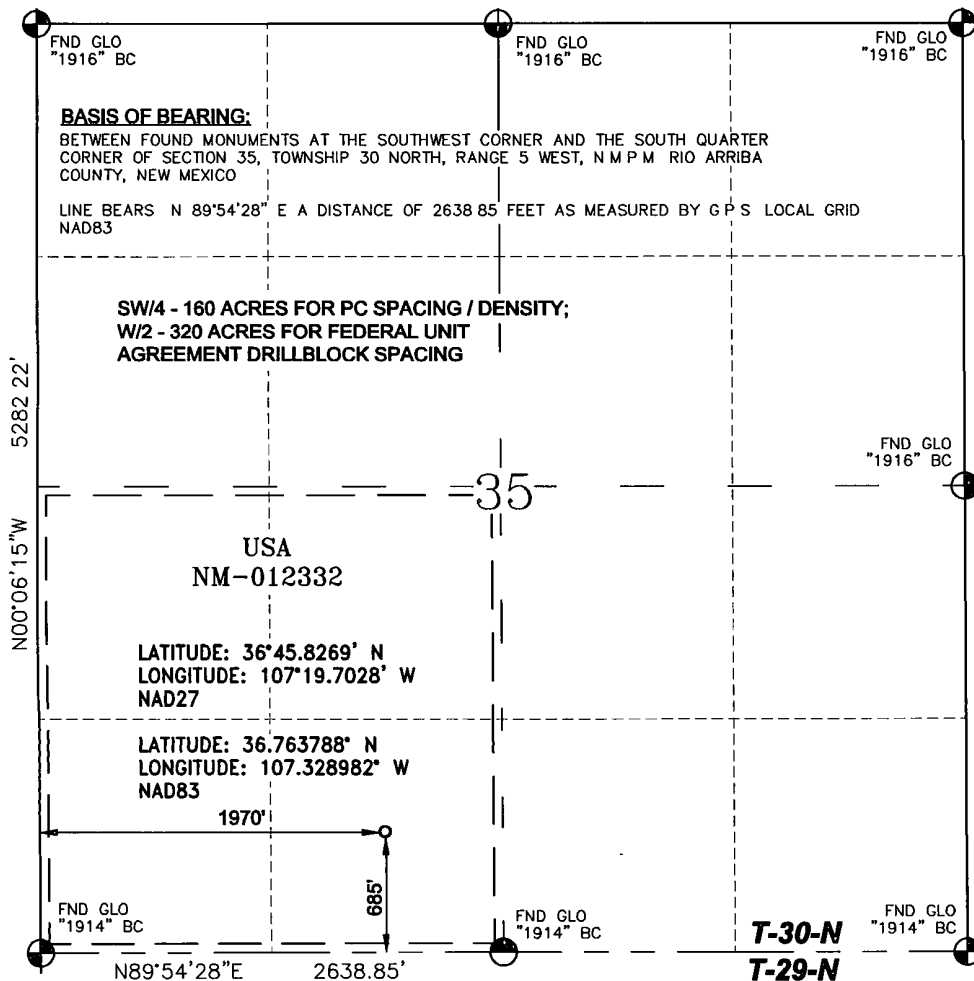 FND GLO
"1916" BC
FND GLO
"1916" BC
FND GLO
"1916" BC
BASIS OF BEARING:
BETWEEN FOUND MONUMENTS AT THE SOUTHWEST CORNER AND THE SOUTH QUARTER
CORNER OF SECTION 35, TOWNSHIP 30 NORTH, RANGE 5 WEST, N M P M RIO ARRIBA
COUNTY, NEW MEXICO
LINE BEARS N 89°54'28" E A DISTANCE OF 2638 85 FEET AS MEASURED BY G P S LOCAL GRID
NAD83
SW/4 - 160 ACRES FOR PC SPACING / DENSITY;
W/2 - 320 ACRES FOR FEDERAL UNIT
AGREEMENT DRILLBLOCK SPACING
N00°06'15"W 5282 22'
FND GLO
"1916" BC
35
USA
NM-012332
LATITUDE: 36°45.8269' N
LONGITUDE: 107°19.7028' W
NAD27
LATITUDE: 36.763788° N
LONGITUDE: 107.328982° W
NAD83
1970'
685'
FND GLO
"1914" BC
FND GLO
"1914" BC
FND GLO
"1914" BC
T-30-N
N89°54'28"E 2638.85'
T-29-N